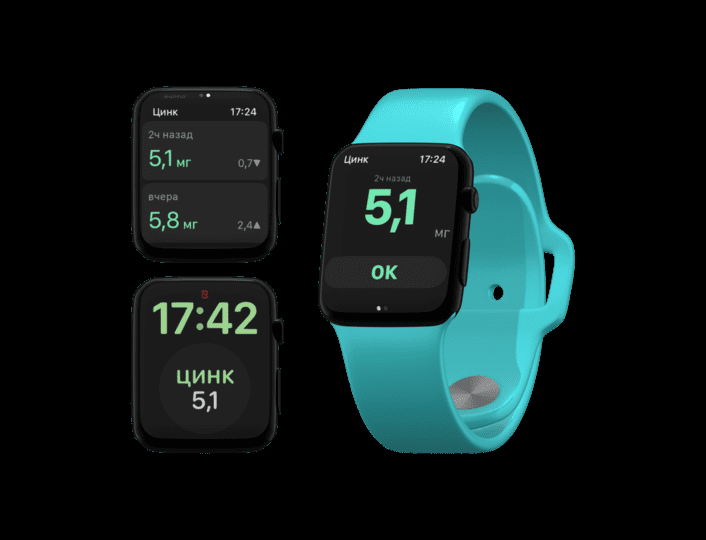 Цинк 17:24
2ч назад
5,1 мг 0,7▼
вчера
5,8 мг 2,4▲
17:42
ЦИНК
5,1
Цинк 17:24
2ч назад
5,1
мг
ОК